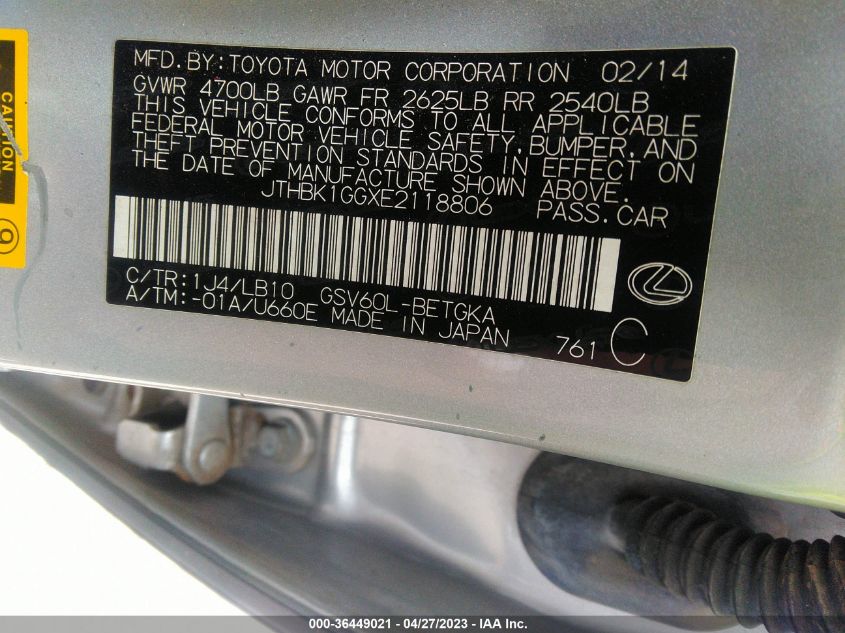 MFD.BY:TOYOTA MOTOR CORPORATION 02/14
GVWR 4700LB GAWR FR 2625LB RR 2540LB
THIS VEHICLE CONFORMS TO ALL APPLICABLE
FEDERAL MOTOR VEHICLE SAFETY,BUMPER,AND
THEFT PREVENTION STANDARDS IN EFFECT ON
THE DATE OF MANUFACTURE SHOWN ABOVE.
JTHBK1GGXE2118806 PASS.CAR
C/TR:1J4/LB10 GSV60L-BETGKA
A/TM:-01A/U660E MADE IN JAPAN 761 C
CAUTION
000-36449021 - 04/27/2023 - IAA Inc.